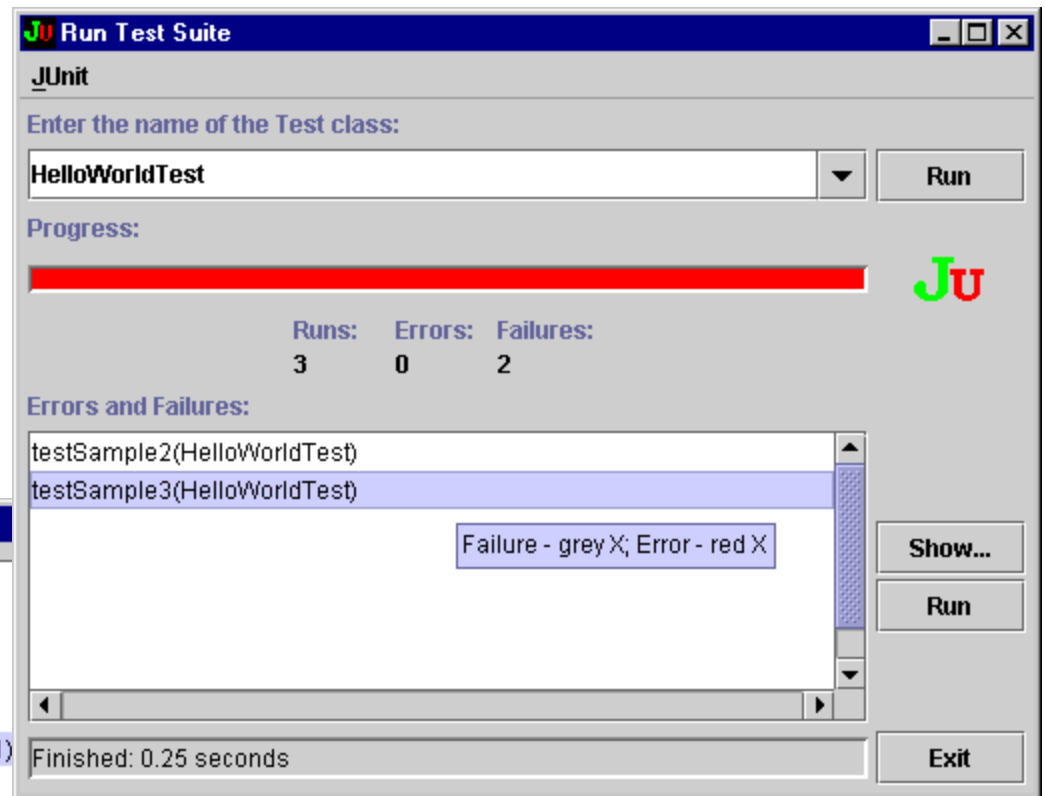 JU Run Test Suite
JUnit
Enter the name of the Test class:
HelloWorldTest
Run
Progress:
JU
Runs: Errors: Failures:
3 0 2
Errors and Failures:
testSample2(HelloWorldTest)
testSample3(HelloWorldTest)
Failure - grey X; Error - red X
Show...
Run
)
Finished: 0.25 seconds
Exit